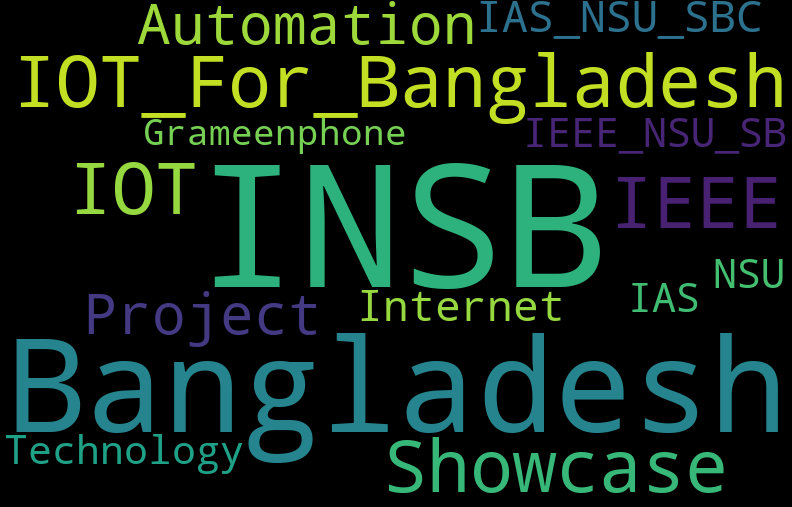 Automation IAS_NSU_SBC
IOT_For_Bangladesh
Grameenphone IEEE_NSU_SB
IOT INSB IEEE
NSU
Project Internet IAS
Bangladesh
Technology Showcase